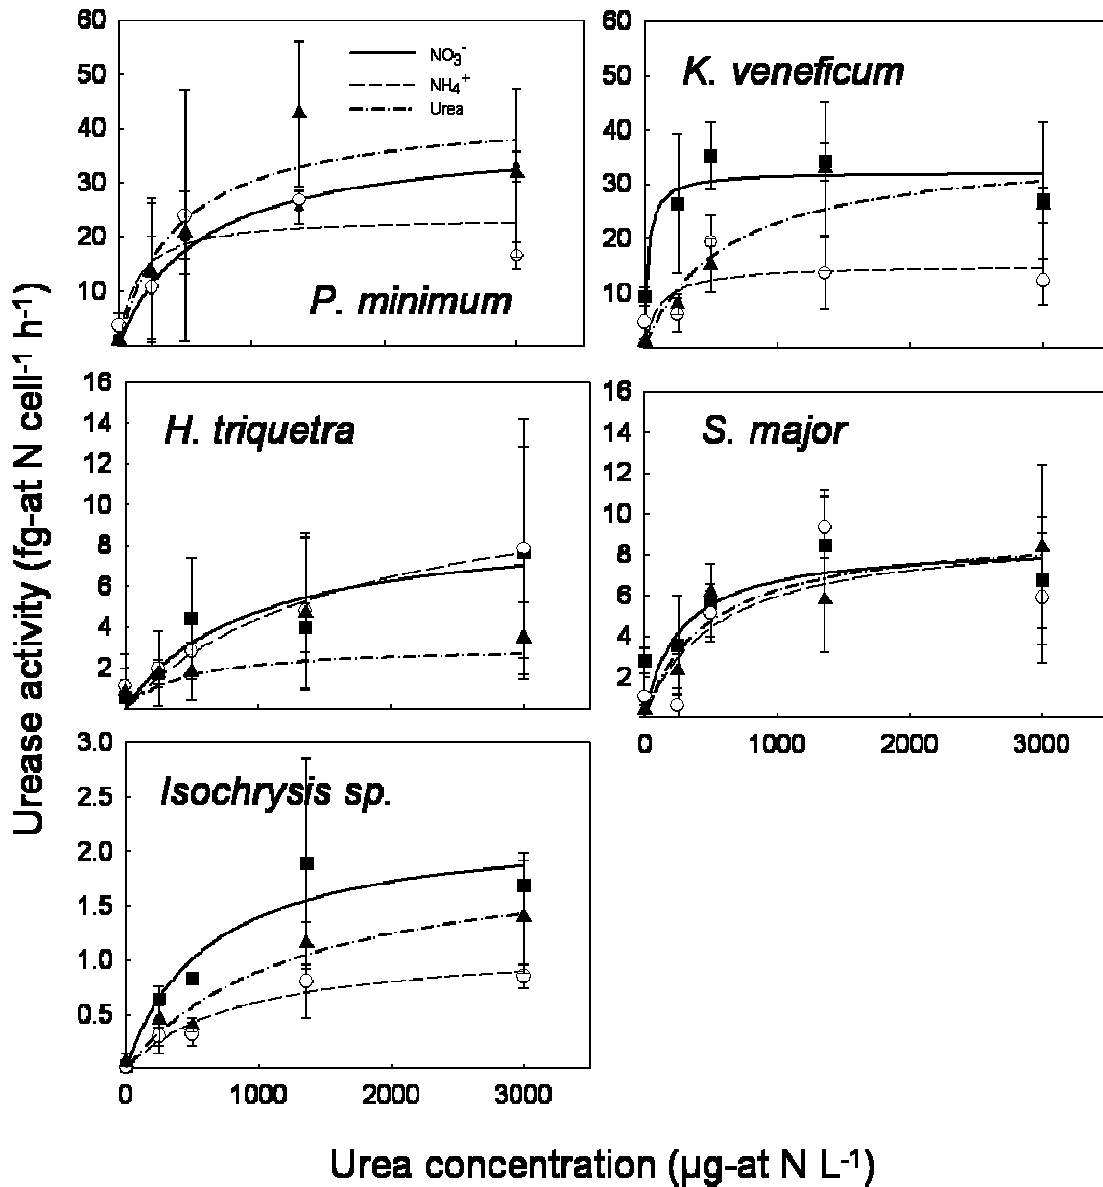 Urease activity (fg-at N cell-1 h-1)
60
50
40
30
20
10
NO3-
NH4+
Urea
P. minimum
60
50
40
30
20
10
K. veneficum
16
14
12
10
8
6
4
2
H. triquetra
16
14
12
10
8
6
4
2
S. major
0 1000 2000 3000
3.0
2.5
2.0
1.5
1.0
0.5
Isochrysis sp.
0 1000 2000 3000
Urea concentration (µg-at N L-1)